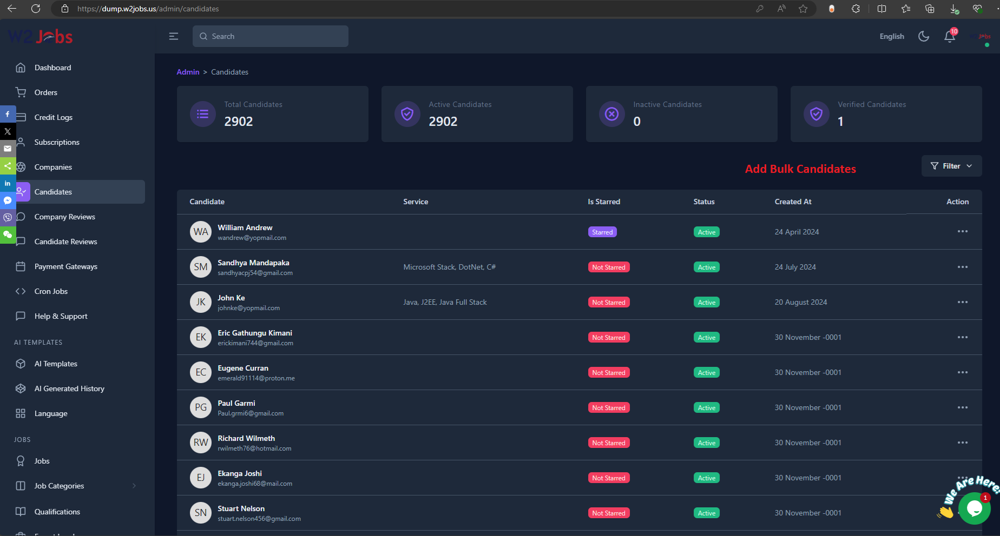 https://dump.w2jobs.us/admin/candidates
W2 Jobs
Search
English
10
Dashboard
Orders
Credit Logs
Subscriptions
Companies
Candidates
Company Reviews
Candidate Reviews
Payment Gateways
Cron Jobs
Help & Support
AI TEMPLATES
AI Templates
AI Generated History
Language
JOBS
Jobs
Job Categories
Qualifications
Admin > Candidates
Total Candidates
2902
Active Candidates
2902
Inactive Candidates
0
Verified Candidates
1
Add Bulk Candidates
Filter
Candidate Service Is Starred Status Created At Action
WA William Andrew Starred Active 24 April 2024
wandrew@yopmail.com
SM Sandhya Mandapaka Microsoft Stack, DotNet, C# Not Starred Active 24 July 2024
sandhyacpj54@gmail.com
JK John Ke Java, J2EE, Java Full Stack Not Starred Active 20 August 2024
johnke@yopmail.com
EK Eric Gathungu Kimani Not Starred Active 30 November -0001
erickimani744@gmail.com
EC Eugene Curran Not Starred Active 30 November -0001
emerald91114@proton.me
PG Paul Garmi Not Starred Active 30 November -0001
Paul.grmi6@gmail.com
RW Richard Wilmeth Not Starred Active 30 November -0001
rwilmeth76@hotmail.com
EJ Ekanga Joshi Not Starred Active 30 November -0001
ekanga.joshi68@mail.com
SN Stuart Nelson Not Starred Active 30 November -0001
stuart.nelson456@gmail.com
We Are Here!
1